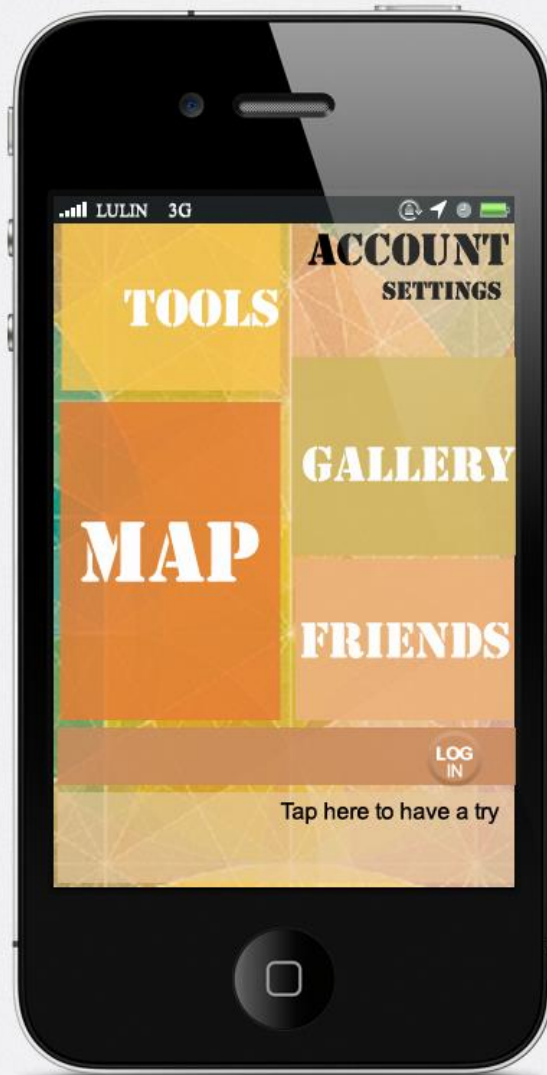 LULIN 3G
ACCOUNT
SETTINGS
TOOLS
GALLERY
MAP
FRIENDS
LOG
IN
Tap here to have a try